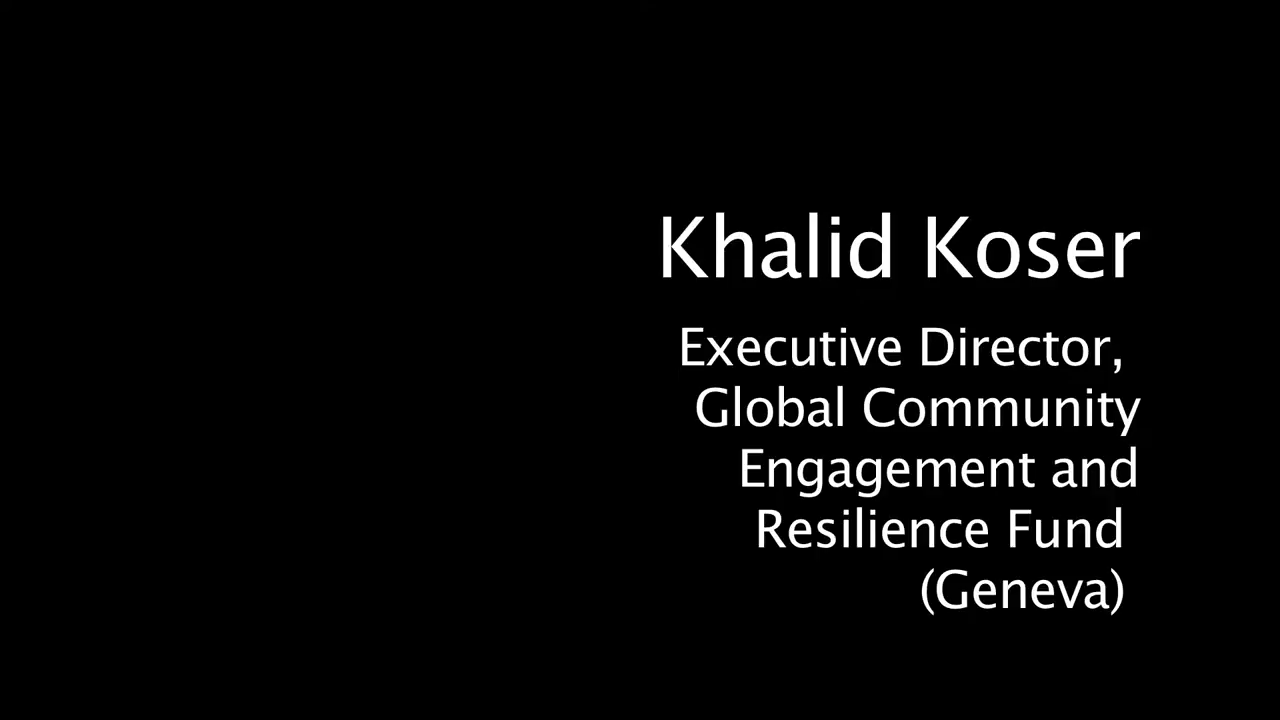 Khalid Koser
Executive Director,
Global Community
Engagement and
Resilience Fund
(Geneva)